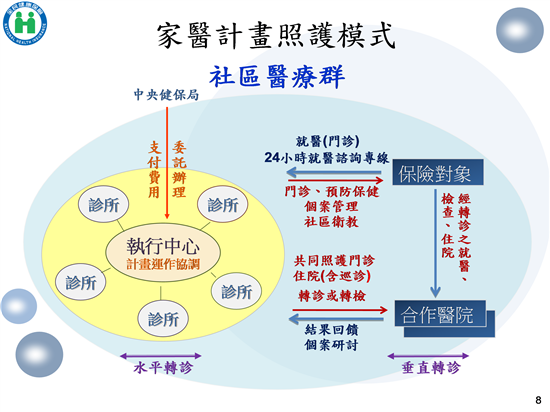 家醫計畫照護模式
社區醫療群
中央健保局
支付費用
委託辦理
診所
診所
執行中心
計畫運作協調
診所
診所
診所
水平轉診
就醫(門診)
24小時就醫諮詢專線
門診、預防保健
個案管理
社區衛教
共同照護門診
住院(含巡診)
轉診或轉檢
結果回饋
個案研討
保險對象
經轉診之就醫、
檢查、住院
合作醫院
垂直轉診
8